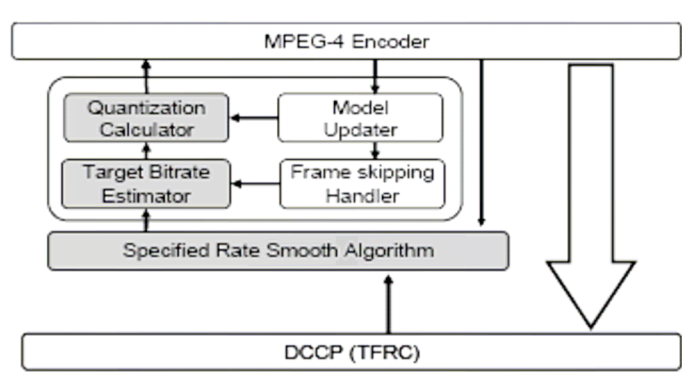 MPEG-4 Encoder
Quantization
Calculator
Model
Updater
Target Bitrate
Estimator
Frame skipping
Handler
Specified Rate Smooth Algorithm
DCCP (TFRC)